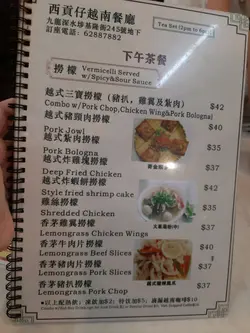 西貢仔越南餐廳
九龍深水埗基隆街245號地下
訂座電話：62887882
Tea Set Open to
下午茶餐
撈檬 Vermicelli Served
w/Spicy&Sour Sauce
越式三寶撈檬（豬扒，雞翼及紮肉） $42
Combo w/Pork Chop,Chicken Wing&Pork Bologna)
越式豬頸肉撈檬 $40
Pork Jowl
越式紮肉撈檬 $35
Pork Bologna
越式炸雞塊撈檬 $37
Deep Fried Chicken
越式炸蝦餅撈檬 $42
Style fried shrimp cake
雞絲撈檬 $35
Shredded Chicken
香茅雞翼撈檬 $37
Lemongrass Chicken Wings
香茅牛肉片撈檬 $40
Lemongrass Beef Slices
香茅豬肉片撈檬 $37
Lemongrass Pork Slices
香茅豬扒撈檬 $37
Lemongrass Pork Chop